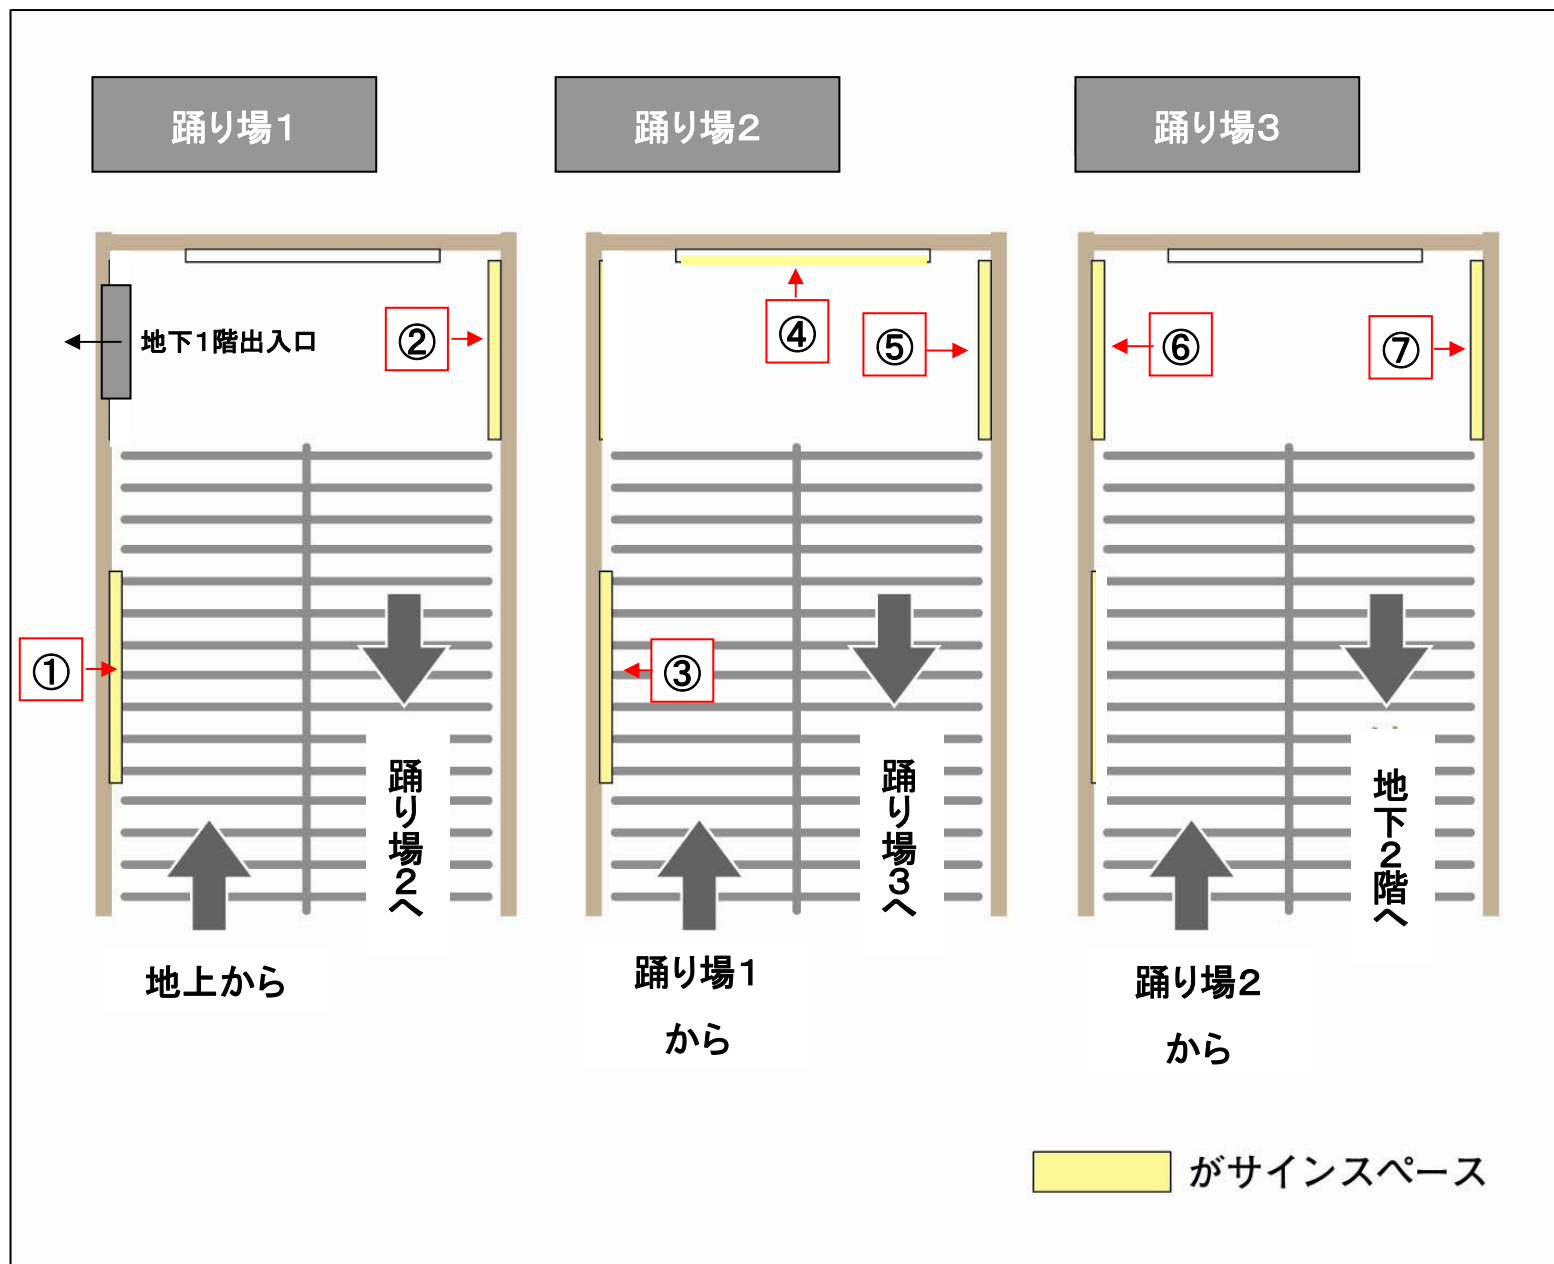 踊り場1
踊り場2
踊り場3
地下1階出入口
②
④
⑤
⑥
⑦
①
③
踊り場2へ
踊り場3へ
地下2階へ
地上から
踊り場1
から
踊り場2
から
がサインスペース